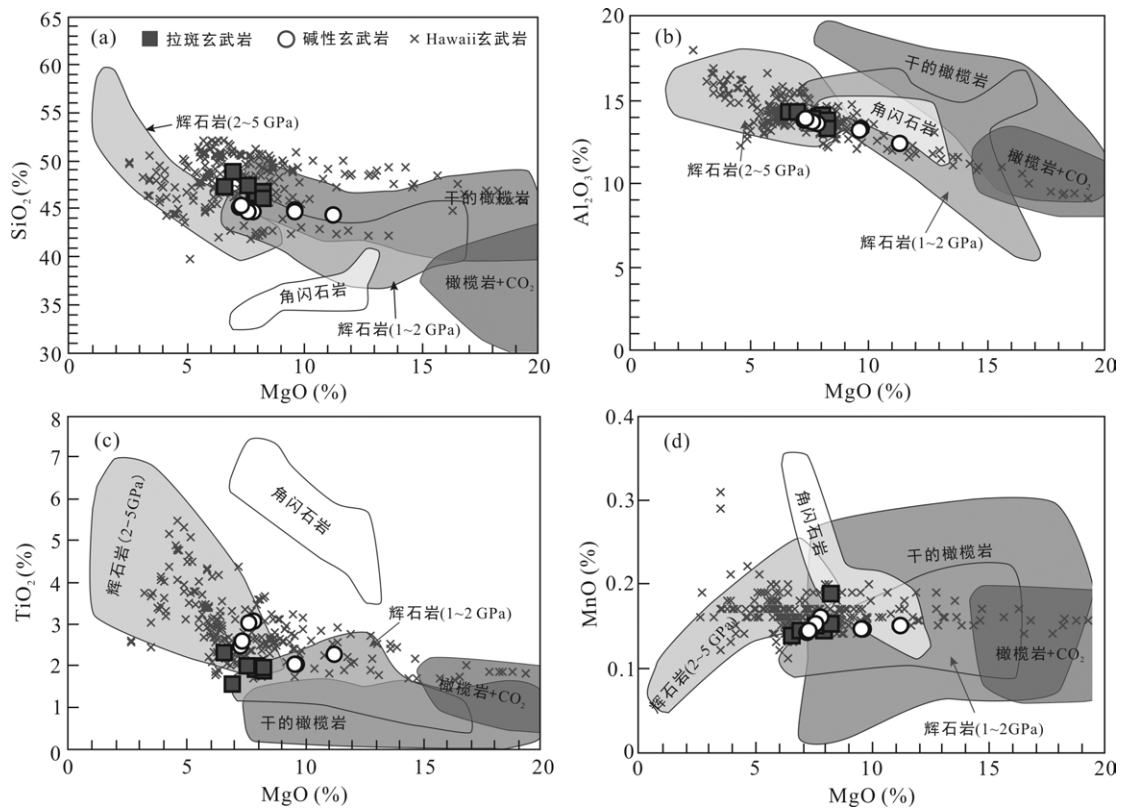 (a)
拉斑玄武岩 碱性玄武岩 Hawaii玄武岩
65
60
55
50
45
40
35
30
SiO2 (%)
辉石岩(2~5 GPa)
干的橄榄岩
橄榄岩+CO2
角闪石岩
辉石岩(1~2 GPa)
0 5 10 15 20
MgO (%)
(b)
20
15
10
5
0
Al2O3 (%)
干的橄榄岩
角闪石岩
辉石岩(2~5 GPa)
橄榄岩+CO2
辉石岩(1~2 GPa)
0 5 10 15 20
MgO (%)
(c)
8
7
6
5
4
3
2
1
0
TiO2 (%)
辉石岩(2~5GPa)
角闪石岩
辉石岩(1~2 GPa)
橄榄岩+CO2
干的橄榄岩
0 5 10 15 20
MgO (%)
(d)
0.4
0.3
0.2
0.1
0
MnO (%)
角闪石岩
干的橄榄岩
辉石岩(2~5 GPa)
橄榄岩+CO2
辉石岩(1~2GPa)
0 5 10 15 20
MgO (%)